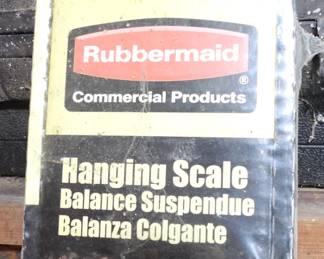 Rubbermaid
®
Commercial Products
Hanging Scale
Balance Suspendue
Balanza Colgante